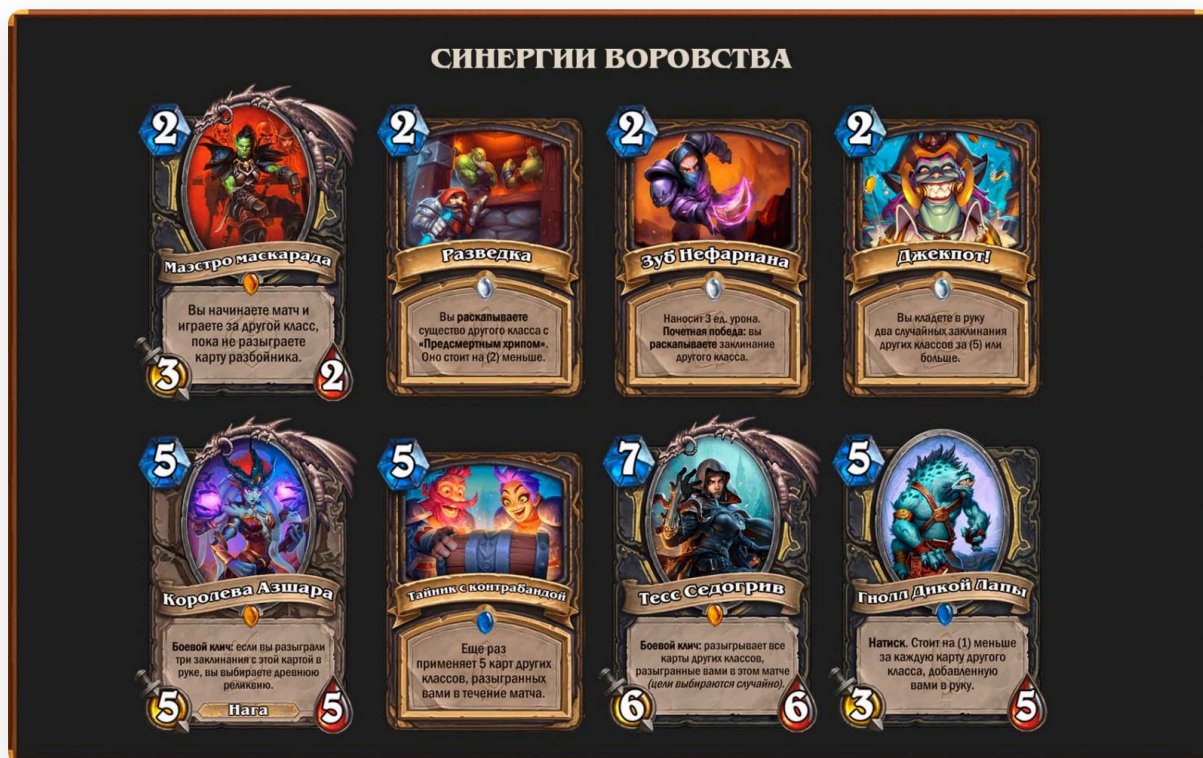 СИНЕРГИИ ВОРОВСТВА
2
Маэстро маскарада
Вы начинаете матч и
играете за другой класс,
пока не разыграете
карту разбойника.
3
2
2
Разведка
Вы раскапываете
существо другого класса с
«Предсмертным хрипом».
Оно стоит на (2) меньше.
2
Зуб Нефариана
Наносит 3 ед. урона.
Почетная победа: вы
раскапываете заклинание
другого класса.
2
Джекпот!
Вы кладете в руку
два случайных заклинания
других классов за (5) или
больше.
5
Королева Азшара
Боевой клич: если вы разыграли
три заклинания с этой картой в
руке, вы выбираете древнюю
реликвию.
5
Нага
5
5
Тайник с контрабандой
Еще раз
применяет 5 карт других
классов, разыгранных
вами в течение матча.
7
Тесс Седогрив
Боевой клич: разыгрывает все
карты других классов,
разыгранные вами в этом матче
(цели выбираются случайно).
6
6
5
Гнолл Дикой Лапы
Натиск. Стоит на (1) меньше
за каждую карту другого
класса, добавленную
вами в руку.
3
5